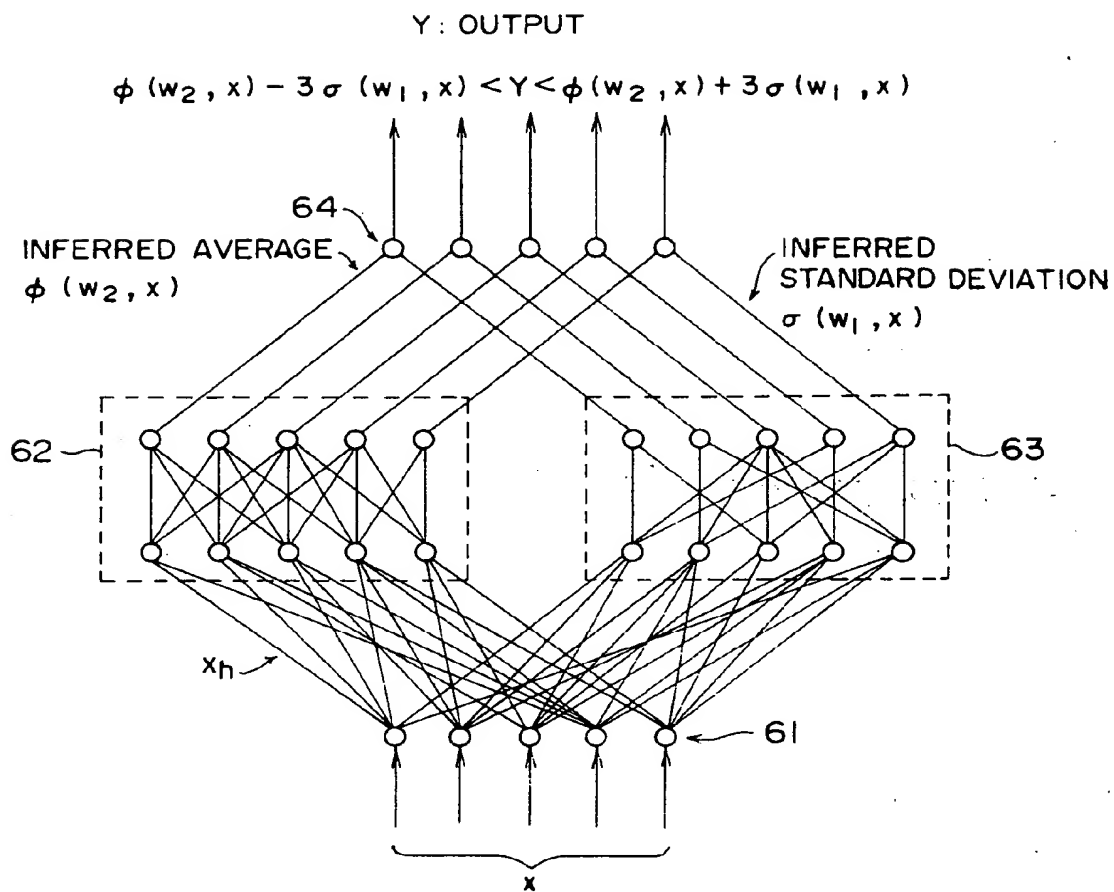 Y: OUTPUT
ϕ (w₂, x) − 3 σ (w₁, x) < Y < ϕ(w₂, x) + 3 σ(w₁, x)
64
INFERRED AVERAGE
ϕ (w₂, x)
INFERRED
STANDARD DEVIATION
σ (w₁, x)
62
63
xₕ
61
x